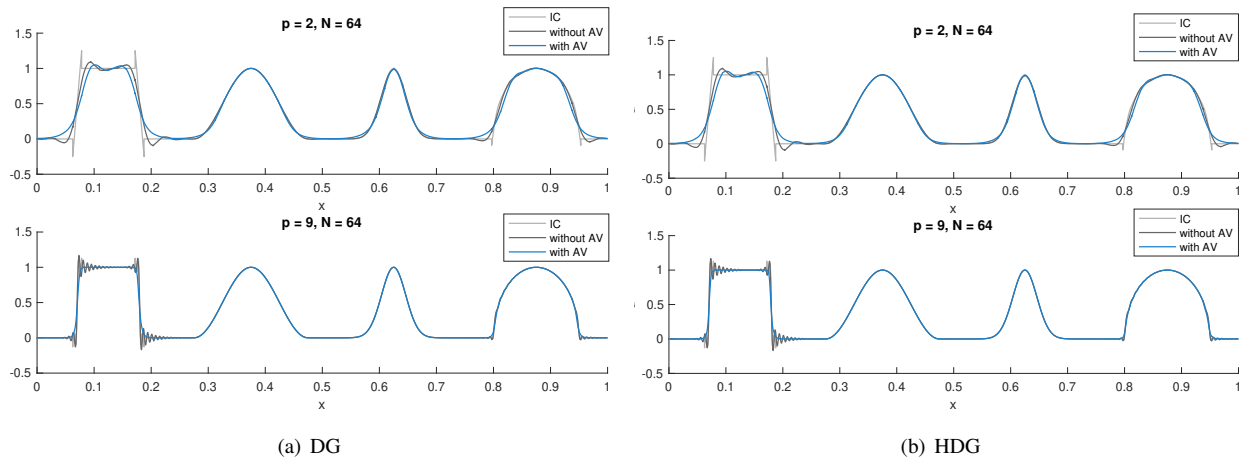 p = 2, N = 64
IC
without AV
with AV
1.5
1
0.5
0
-0.5
0 0.1 0.2 0.3 0.4 0.5 0.6 0.7 0.8 0.9 1
x
p = 9, N = 64
IC
without AV
with AV
1.5
1
0.5
0
-0.5
0 0.1 0.2 0.3 0.4 0.5 0.6 0.7 0.8 0.9 1
x
(a) DG
p = 2, N = 64
IC
without AV
with AV
1.5
1
0.5
0
-0.5
0 0.1 0.2 0.3 0.4 0.5 0.6 0.7 0.8 0.9 1
x
p = 9, N = 64
IC
without AV
with AV
1.5
1
0.5
0
-0.5
0 0.1 0.2 0.3 0.4 0.5 0.6 0.7 0.8 0.9 1
x
(b) HDG